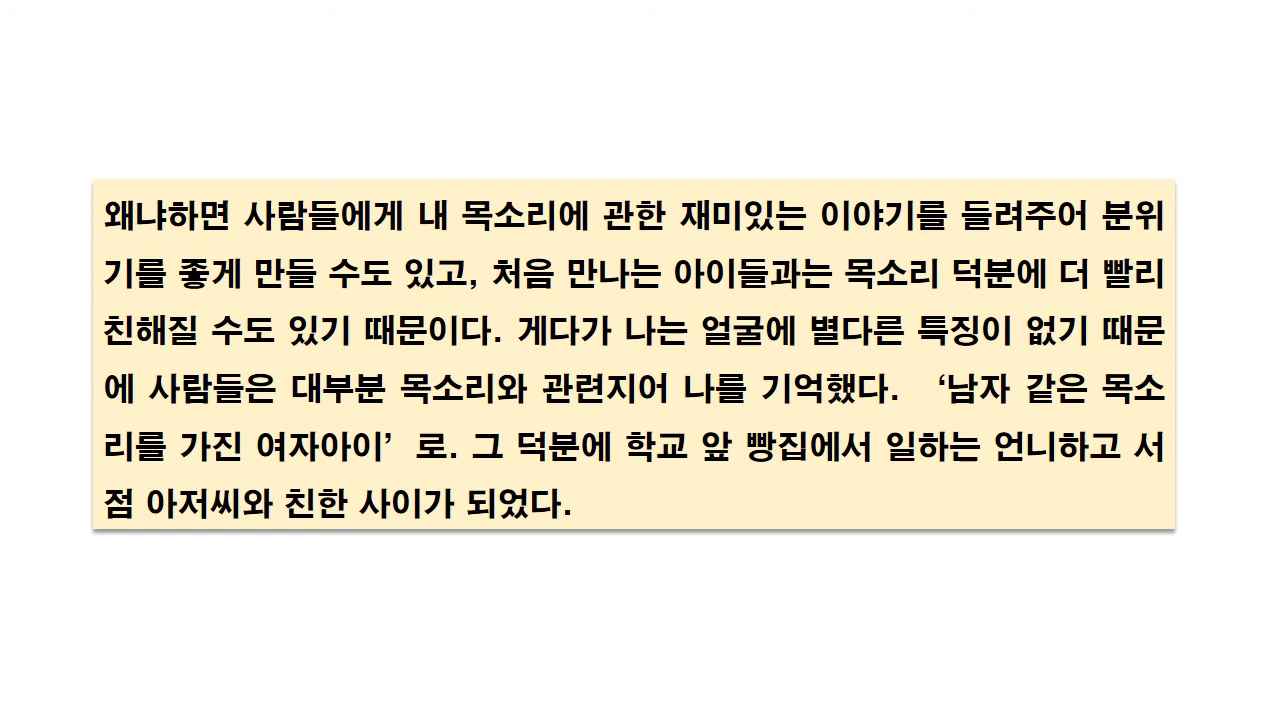 왜냐하면 사람들에게 내 목소리에 관한 재미있는 이야기를 들려주어 분위
기를 좋게 만들 수도 있고, 처음 만나는 아이들과는 목소리 덕분에 더 빨리
친해질 수도 있기 때문이다. 게다가 나는 얼굴에 별다른 특징이 없기 때문
에 사람들은 대부분 목소리와 관련지어 나를 기억했다. ‘남자 같은 목소
리를 가진 여자아이’로. 그 덕분에 학교 앞 빵집에서 일하는 언니하고 서
점 아저씨와 친한 사이가 되었다.